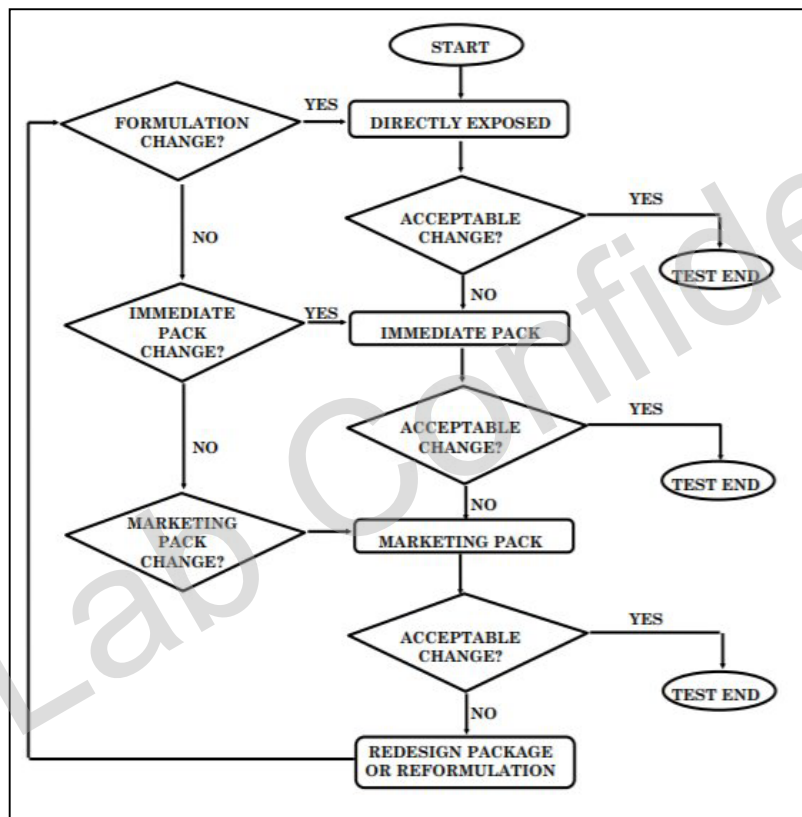 START
YES
FORMULATION
CHANGE?
DIRECTLY EXPOSED
NO
ACCEPTABLE
CHANGE?
YES
TEST END
NO
IMMEDIATE
PACK
CHANGE?
YES
IMMEDIATE PACK
NO
ACCEPTABLE
CHANGE?
YES
TEST END
NO
MARKETING
PACK
CHANGE?
MARKETING PACK
ACCEPTABLE
CHANGE?
YES
TEST END
NO
REDESIGN PACKAGE
OR REFORMULATION
Lab Confide